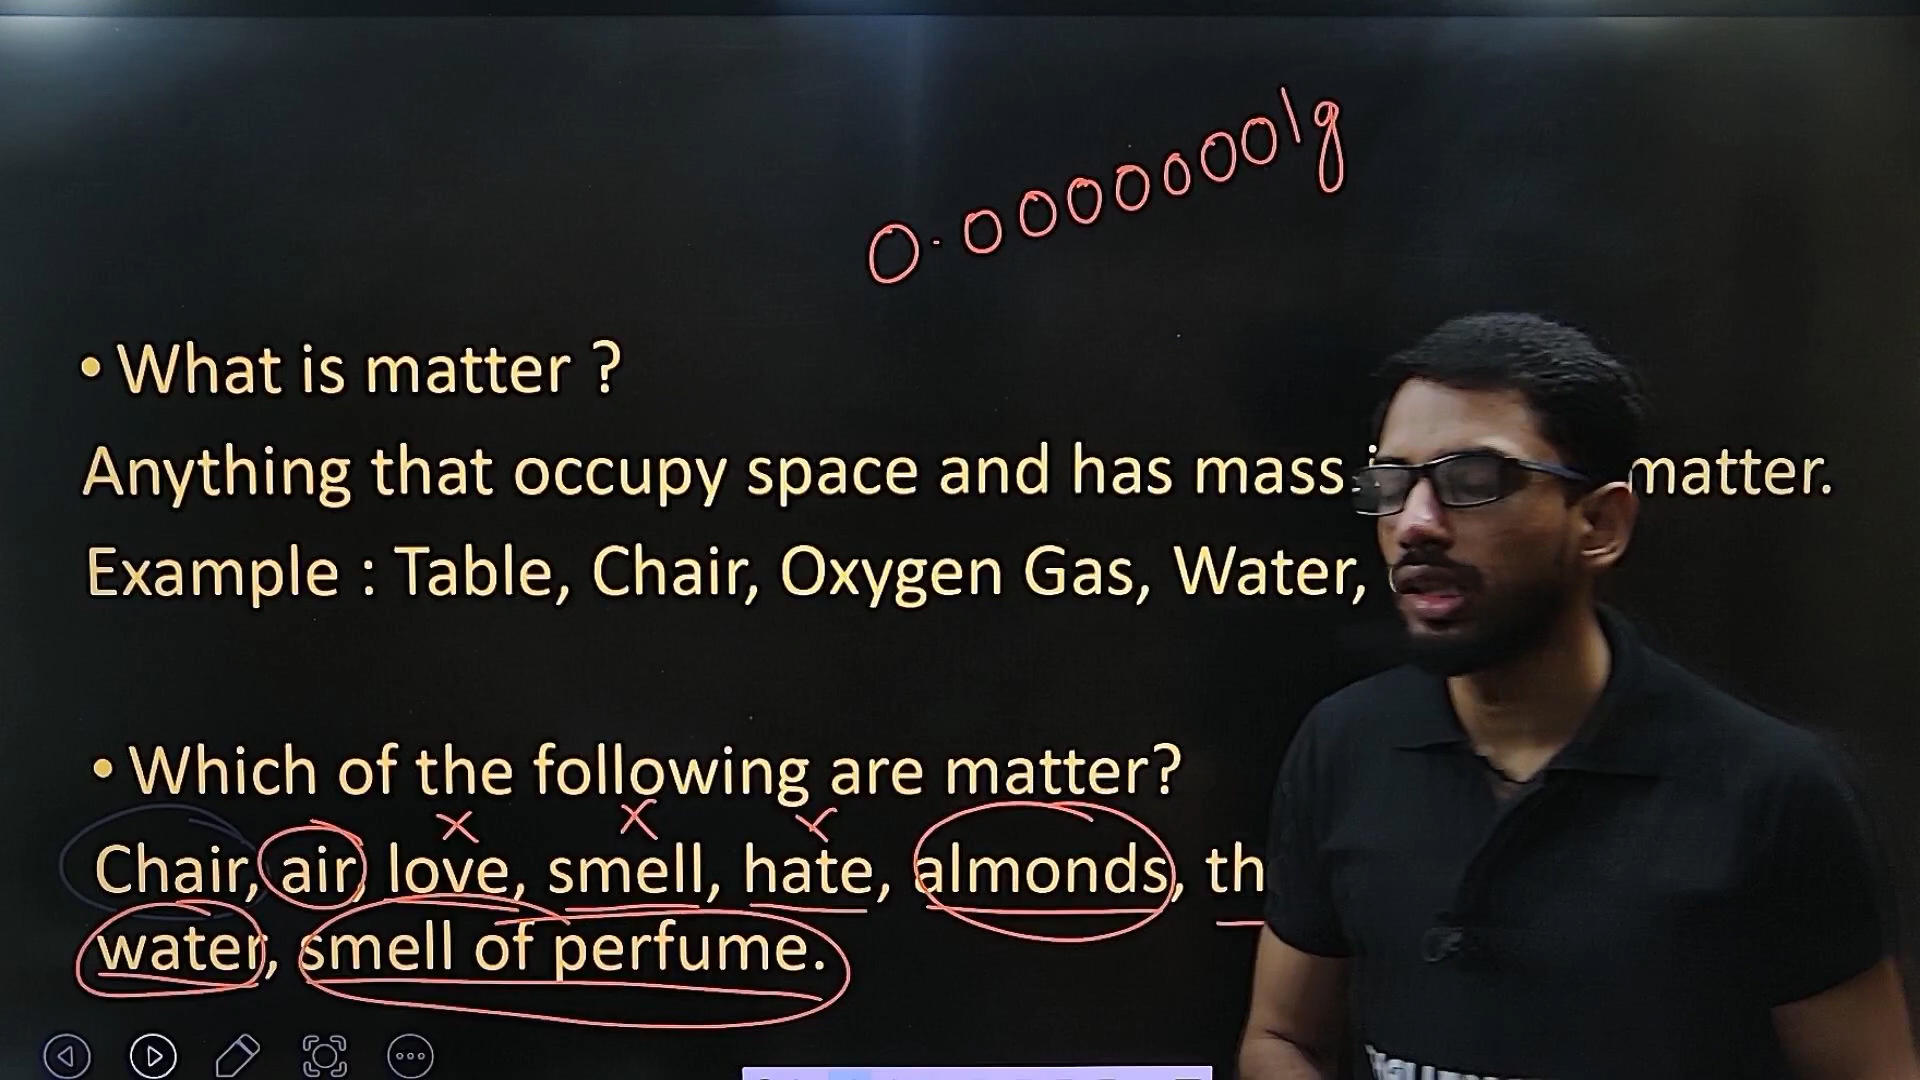 0.00000001g
• What is matter ?
Anything that occupy space and has mass matter.
Example : Table, Chair, Oxygen Gas, Water,
• Which of the following are matter?
Chair, air, love, smell, hate, almonds,
water, smell of perfume.